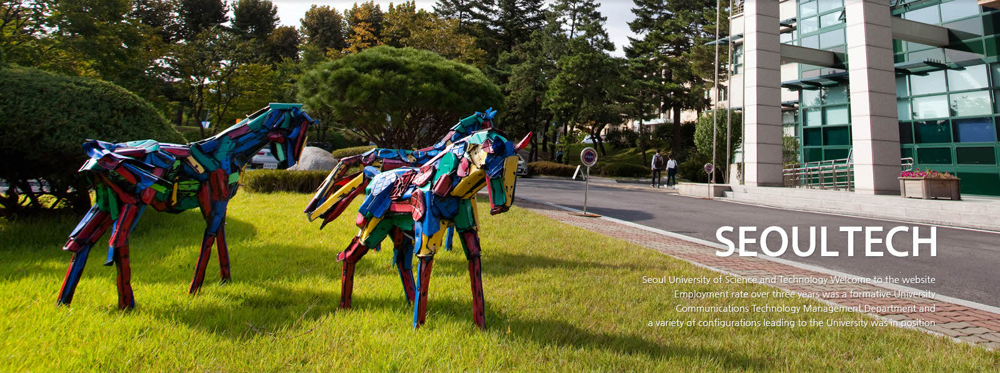 SEOULTECH
Seoul University of Science and Technology Welcome to the website
Employment rate over three years was a formative University
Communications Technology Management Department and
a variety of configurations leading to the University was in position